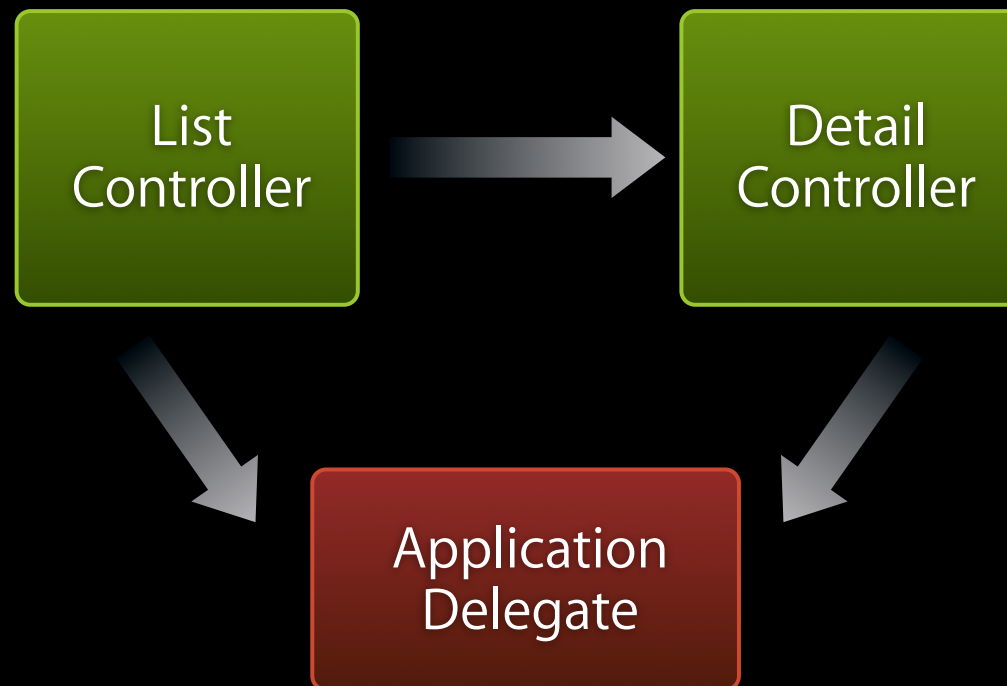 List
Controller
Detail
Controller
Application
Delegate